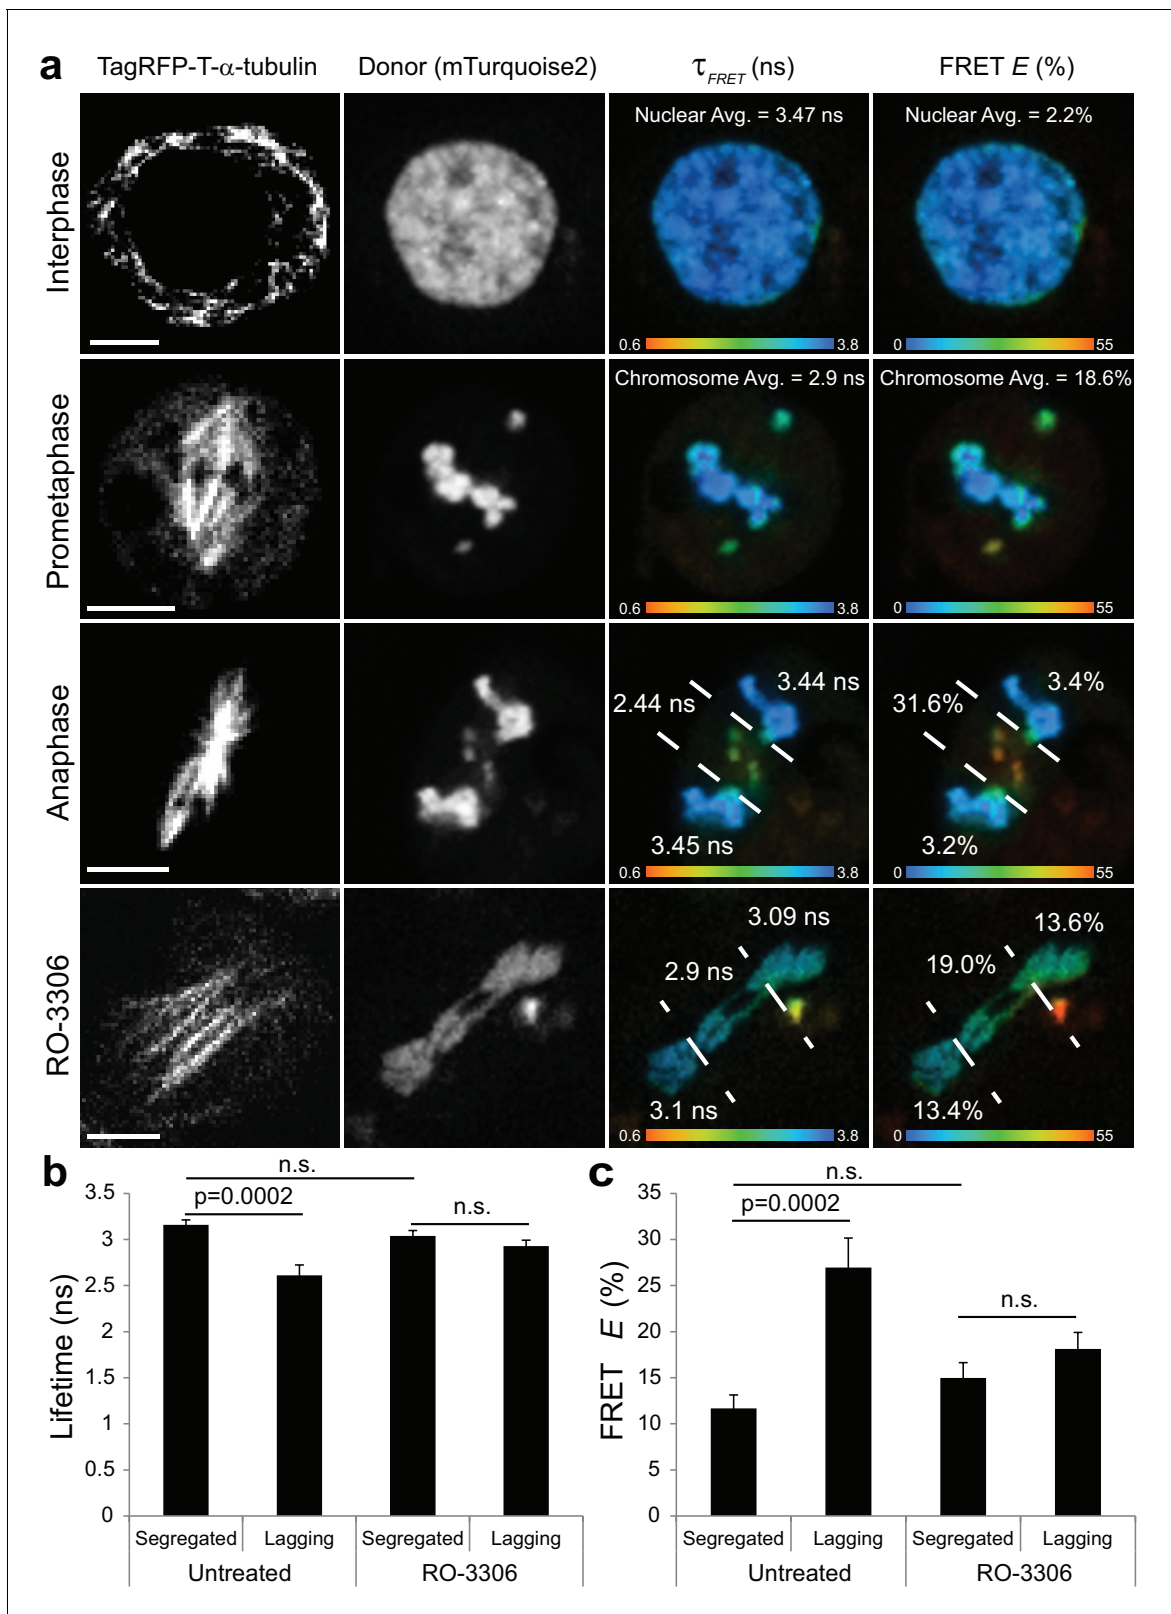 a
TagRFP-T-α-tubulin
Donor (mTurquoise2)
τFRET (ns)
FRET E (%)
Interphase
Nuclear Avg. = 3.47 ns
0.6
3.8
Nuclear Avg. = 2.2%
0
55
Prometaphase
Chromosome Avg. = 2.9 ns
0.6
3.8
Chromosome Avg. = 18.6%
0
55
Anaphase
3.44 ns
2.44 ns
3.45 ns
0.6
3.8
3.4%
31.6%
3.2%
0
55
RO-3306
3.09 ns
2.9 ns
3.1 ns
0.6
3.8
13.6%
19.0%
13.4%
0
55
b
Lifetime (ns)
3.5
3
2.5
2
1.5
1
0.5
0
n.s.
p=0.0002
n.s.
Segregated
Lagging
Segregated
Lagging
Untreated
RO-3306
c
FRET E (%)
35
30
25
20
15
10
5
0
n.s.
p=0.0002
n.s.
Segregated
Lagging
Segregated
Lagging
Untreated
RO-3306